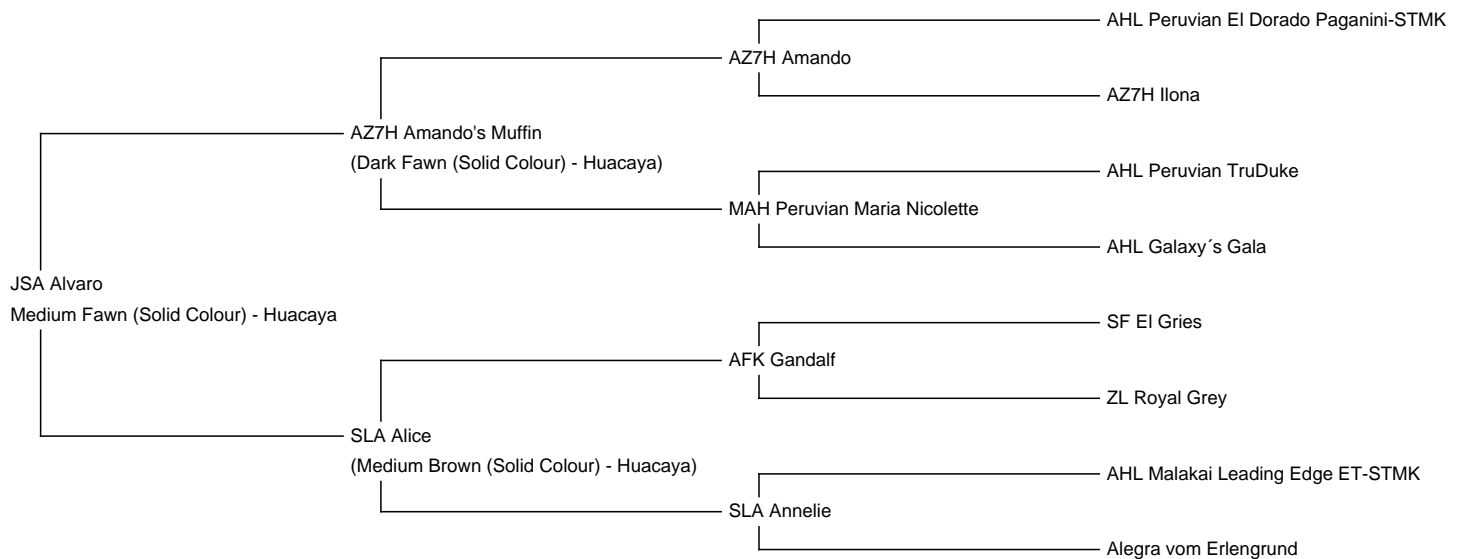 AHL Peruvian El Dorado Paganini-STMK
AZ7H Amando
AZ7H Ilona
AZ7H Amando's Muffin
(Dark Fawn (Solid Colour) - Huacaya)
AHL Peruvian TruDuke
MAH Peruvian Maria Nicolette
AHL Galaxy´s Gala
JSA Alvaro
Medium Fawn (Solid Colour) - Huacaya
SF El Gries
AFK Gandalf
ZL Royal Grey
SLA Alice
(Medium Brown (Solid Colour) - Huacaya)
AHL Malakai Leading Edge ET-STMK
SLA Annelie
Alegra vom Erlengrund